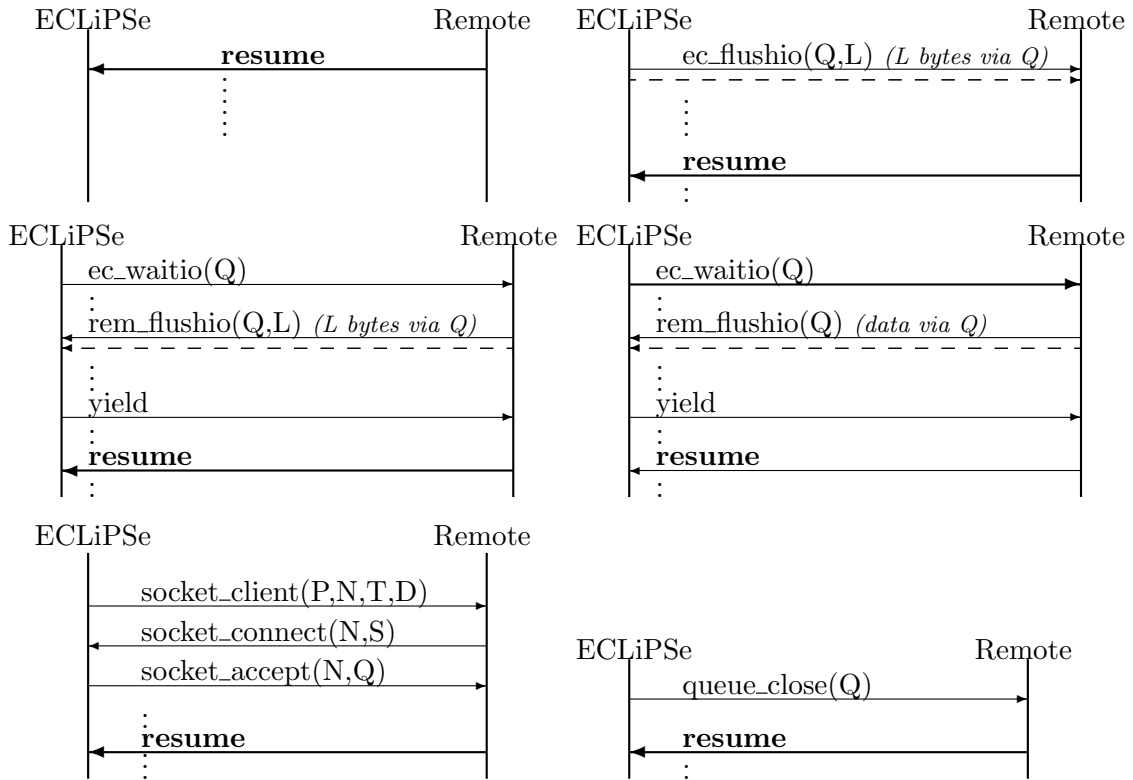 ECLiPSe Remote
resume
ECLiPSe Remote
ec_flushio(Q,L) (L bytes via Q)
resume
ECLiPSe Remote
ec_waitio(Q)
rem_flushio(Q,L) (L bytes via Q)
yield
resume
ECLiPSe Remote
ec_waitio(Q)
rem_flushio(Q) (data via Q)
yield
resume
ECLiPSe Remote
socket_client(P,N,T,D)
socket_connect(N,S)
socket_accept(N,Q)
resume
ECLiPSe Remote
queue_close(Q)
resume